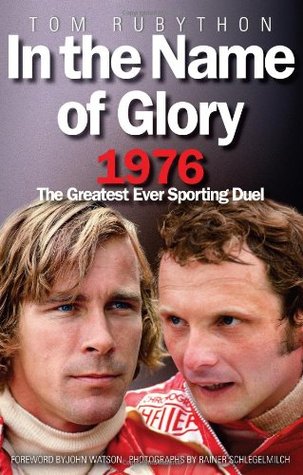 TOM RUBYTHON
In the Name
of Glory
1976
The Greatest Ever Sporting Duel
FOREWORD BY JOHN WATSON · PHOTOGRAPHS BY RAINER SCHLEGELMILCH